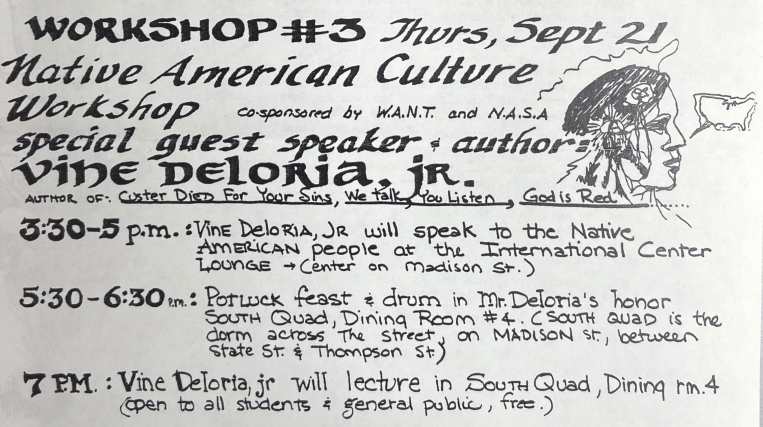 WORKSHOP #3 Thurs, Sept 21
Native American Culture
Workshop co-sponsored by W.A.N.T. and N.A.S.A
special guest speaker & author:
Vine Deloria, jr.
AUTHOR OF: Custer Died For Your Sins, We talk, You Listen, God is Red.......
3:30-5 p.m.: Vine Deloria, Jr will speak to the Native
American people at the International Center
Lounge → Center on Madison St.)
5:30-6:30 p.m.: Potluck feast & drum in Mr. Deloria's honor
South Quad, Dining Room #4. (South Quad is the
dorm across the street, on Madison St., between
State St. & Thompson St.)
7 P.M.: Vine Deloria, jr will lecture in South Quad, Dining rm. 4
(open to all students & general public, free.)